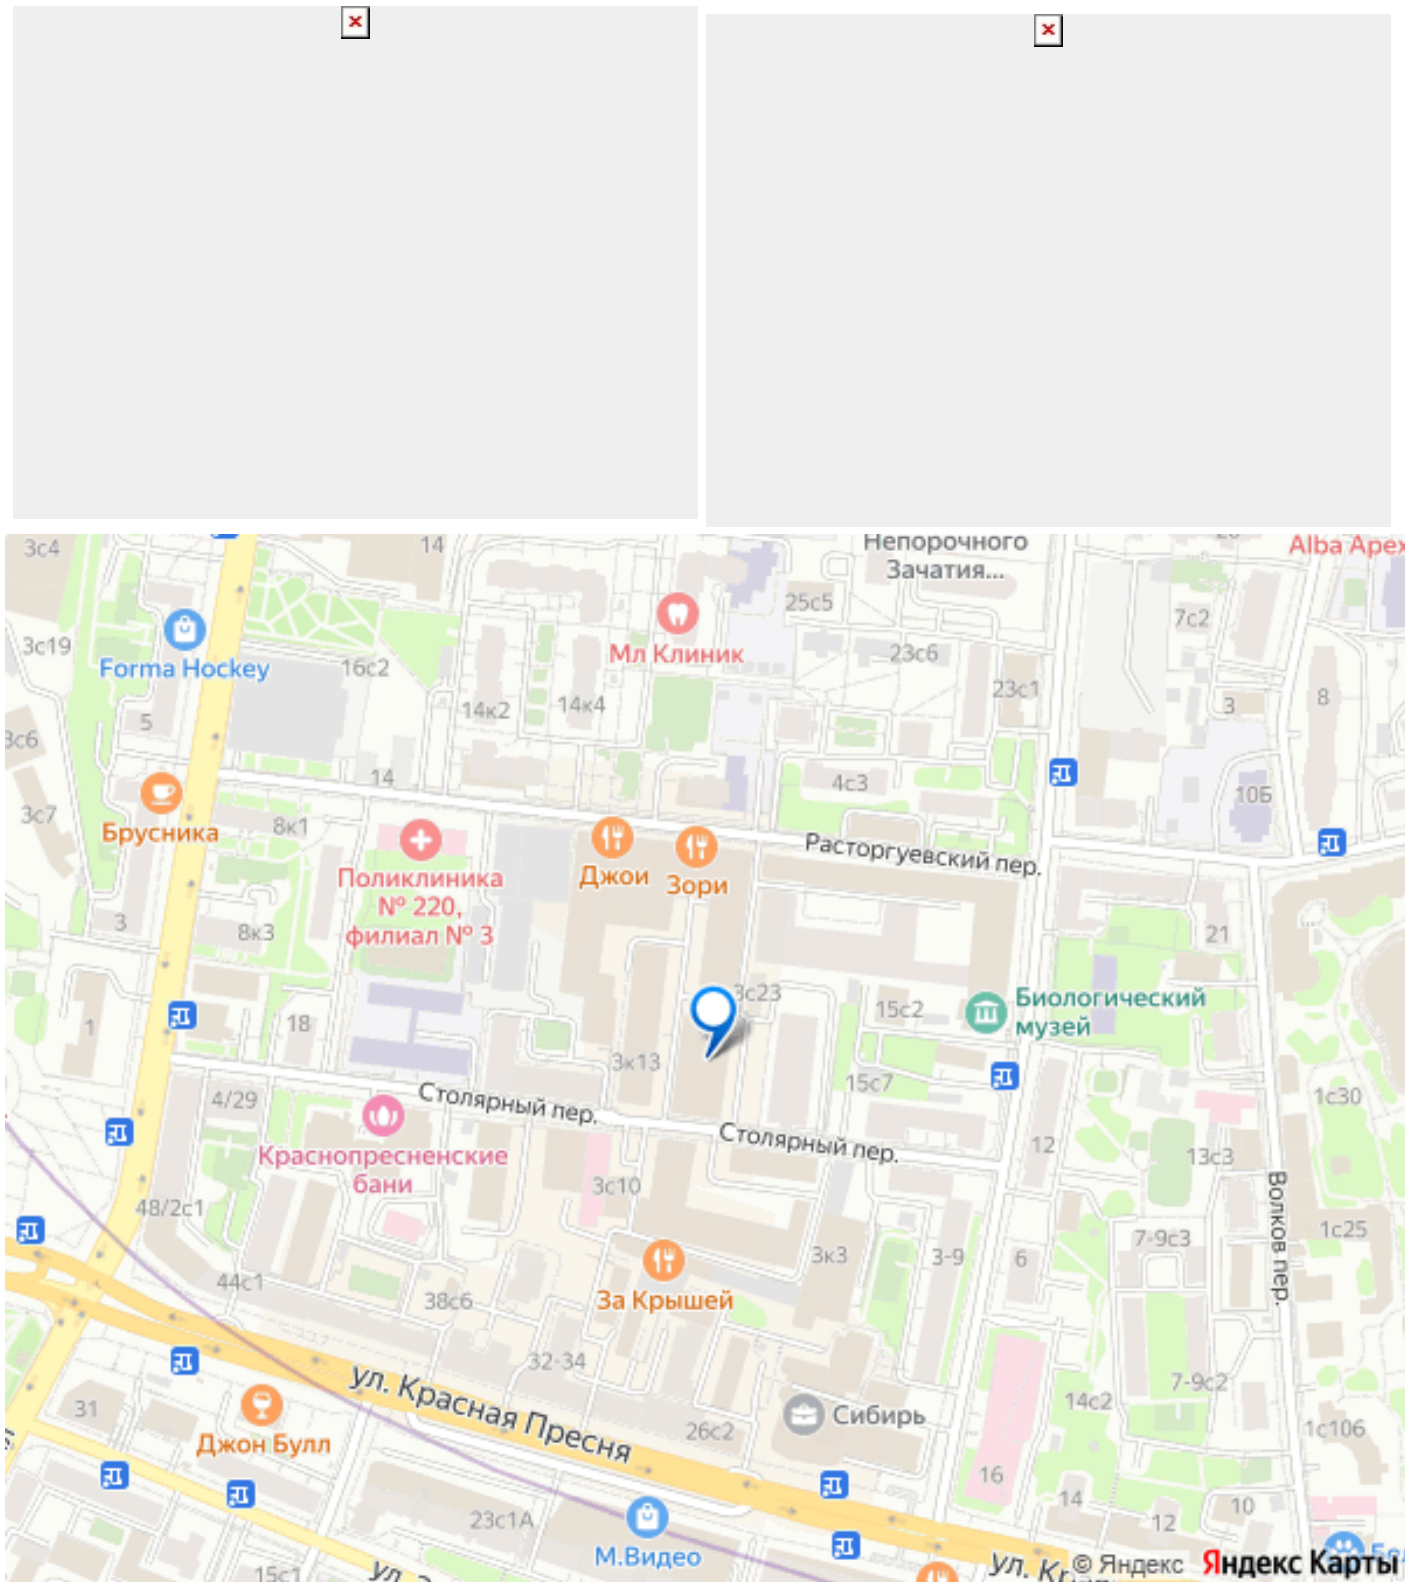 3с4
14
Непорочного
Зачатия...
Alba Apex
25с5
7с2
3с19
Forma Hockey
16с2
Мл Клиник
23с6
23с1
14к2
14к4
3
8
5
3с6
14
4с3
10Б
3с7
Брусника
8к1
Расторгуевский пер.
Джои
Зори
Поликлиника
№ 220,
филиал № 3
3
8к3
21
3с23
Биологический
музей
15с2
1
18
3к13
15с7
4/29
Столярный пер.
1с30
Столярный пер.
Краснопресненские
бани
12
13с3
3с10
Волков пер.
48/2с1
1с25
7-9с3
3к3
3-9
6
44с1
38с6
За Крышей
32-34
ул. Красная Пресня
7-9с2
14с2
31
Сибирь
26с2
1с106
Джон Булл
16
14
10
12
23с1А
М.Видео
15с1
© Яндекс
Яндекс Карты